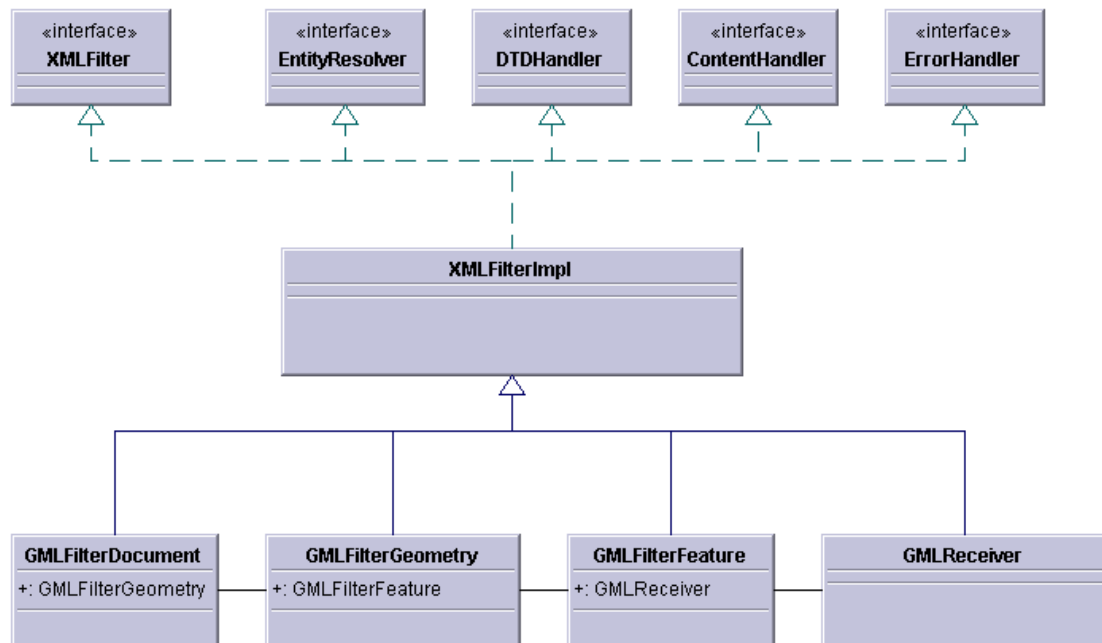 «interface»
XMLFilter
«interface»
EntityResolver
«interface»
DTDHandler
«interface»
ContentHandler
«interface»
ErrorHandler
XMLFilterImpl
GMLFilterDocument
+: GMLFilterGeometry
GMLFilterGeometry
+: GMLFilterFeature
GMLFilterFeature
+: GMLReceiver
GMLReceiver